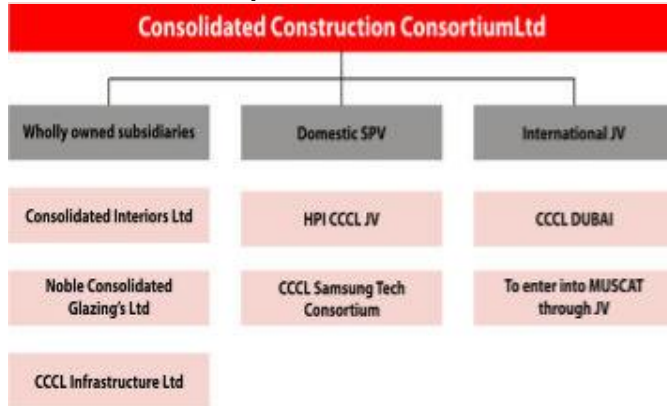 Consolidated Construction ConsortiumLtd
Wholly owned subsidiaries
Domestic SPV
International JV
Consolidated Interiors Ltd
HPI CCCL JV
CCCL DUBAI
Noble Consolidated
Glazing's Ltd
CCCL Samsung Tech
Consortium
To enter into MUSCAT
through JV
CCCL Infrastructure Ltd